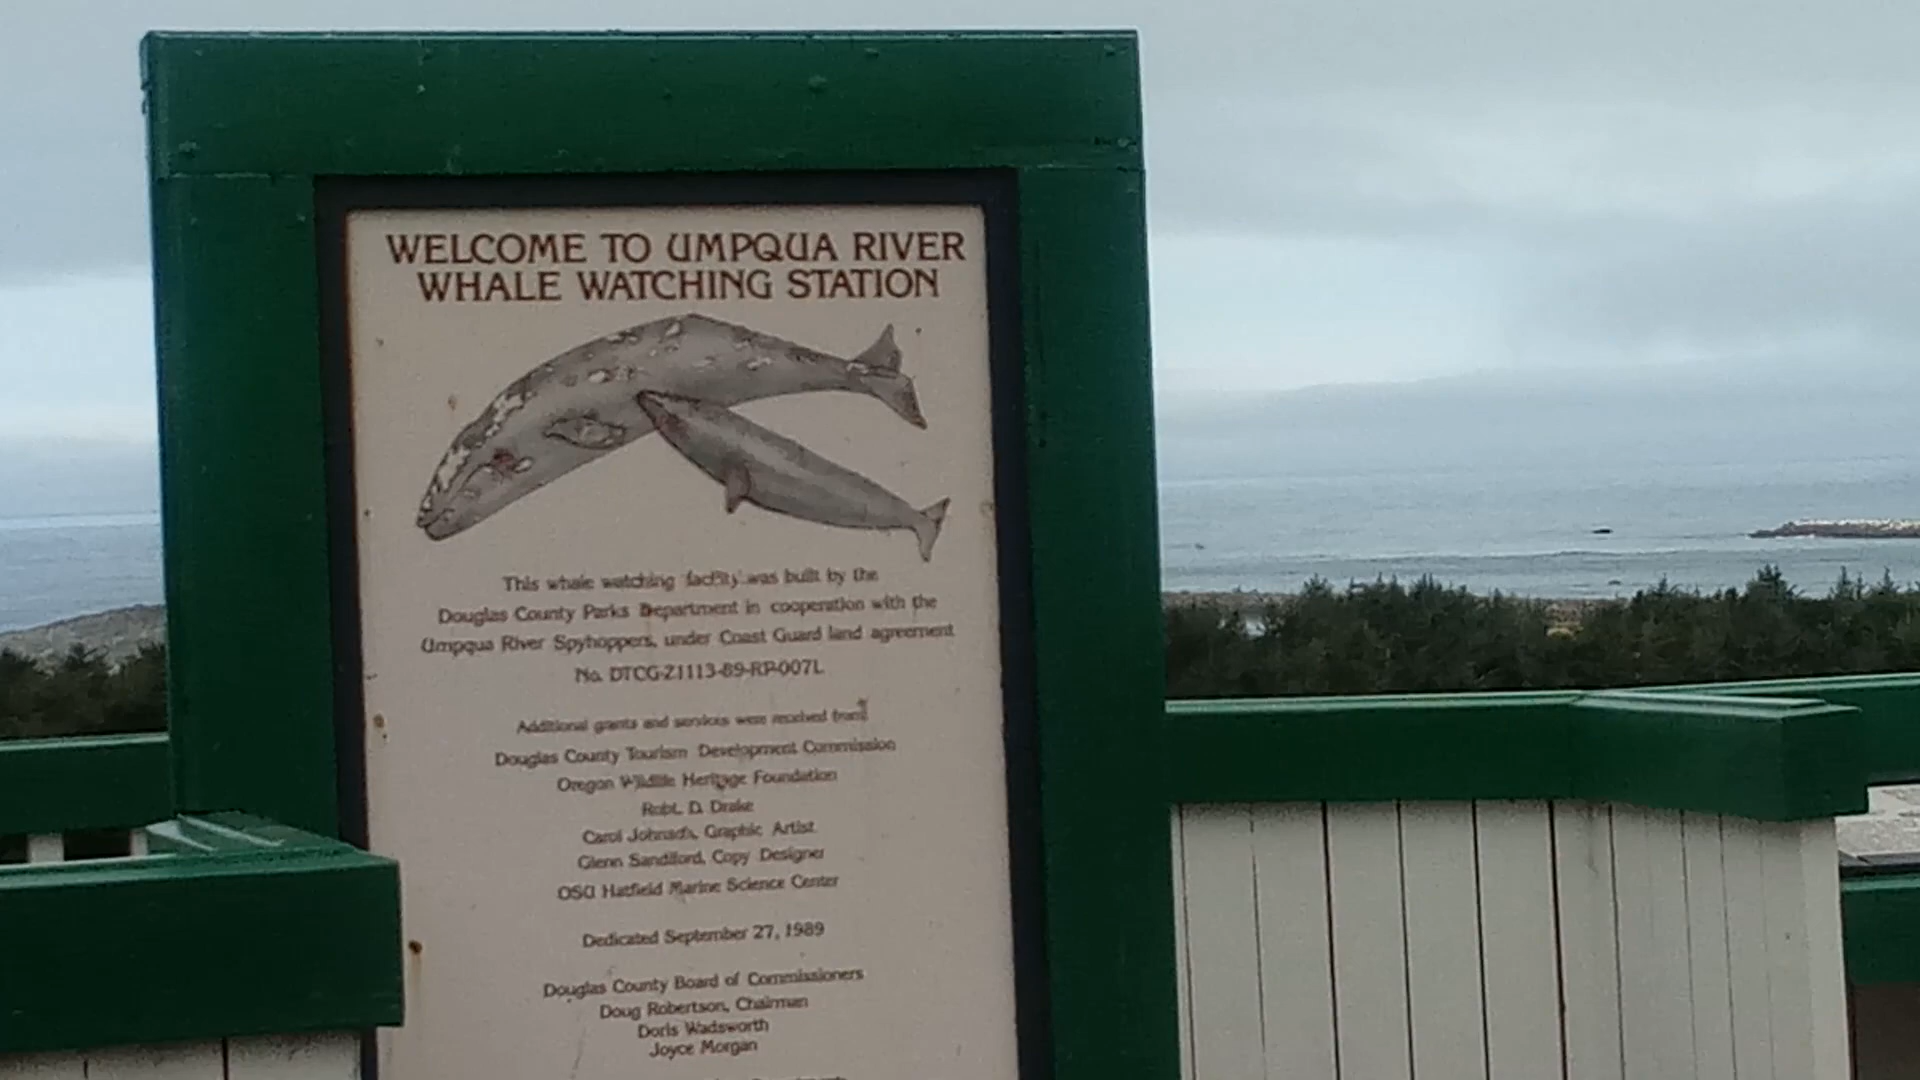 WELCOME TO UMPQUA RIVER
WHALE WATCHING STATION
This whale watching facility was built by the
Douglas County Parks Department in cooperation with the
Umpqua River Spyhoppers, under Coast Guard land agreement
No. DTCG-Z1113-89-RP-007L
Additional grants and services were received from:
Douglas County Tourism Development Commission
Oregon Wildlife Heritage Foundation
Robt. D. Drake
Carol Johnson, Graphic Artist
Glenn Sandiford, Copy Designer
OSU Hatfield Marine Science Center
Dedicated September 27, 1989
Douglas County Board of Commissioners
Doug Robertson, Chairman
Doris Wadsworth
Joyce Morgan